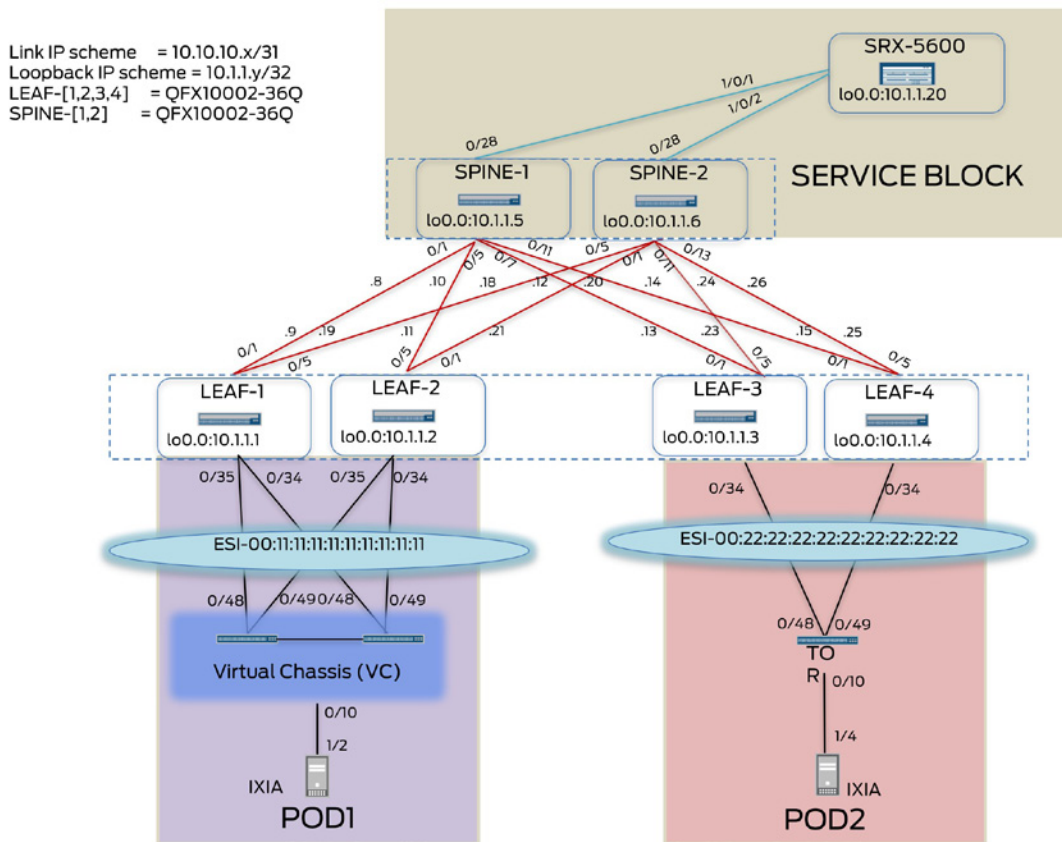 Link IP scheme = 10.10.10.x/31
Loopback IP scheme = 10.1.1.y/32
LEAF-[1,2,3,4] = QFX10002-36Q
SPINE-[1,2] = QFX10002-36Q
SRX-5600
lo0.0:10.1.1.20
1/0/1
1/0/2
0/28
0/28
SERVICE BLOCK
SPINE-1
lo0.0:10.1.1.5
SPINE-2
lo0.0:10.1.1.6
0/1
0/5
0/7
0/11
0/5
0/1
0/11
0/13
.8
.10
.18
.12
.20
.14
.24
.26
.9
.19
.11
.21
.13
.23
.15
.25
0/1
0/5
0/5
0/1
0/1
0/5
0/1
0/5
LEAF-1
lo0.0:10.1.1.1
LEAF-2
lo0.0:10.1.1.2
LEAF-3
lo0.0:10.1.1.3
LEAF-4
lo0.0:10.1.1.4
0/35
0/34
0/35
0/34
0/34
0/34
ESI-00:11:11:11:11:11:11:11:11:11
ESI-00:22:22:22:22:22:22:22:22:22
0/48
0/49
0/48
0/49
0/48
0/49
Virtual Chassis (VC)
TO
R
0/10
1/2
IXIA
POD1
0/10
1/4
IXIA
POD2